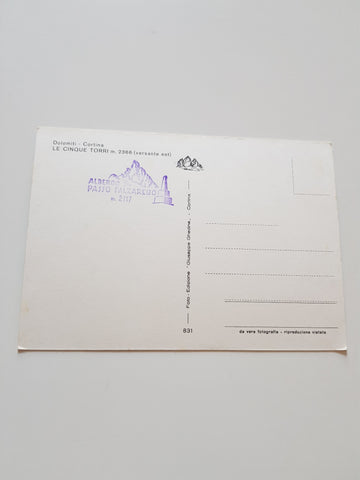 Dolomiti - Cortina
LE CINQUE TORRI m. 2366 (versante est)
ALBERGO
PASSO FALZAREGO
m. 2117
Foto - Edizione Giuseppe Ghedina - Cortina
831
da vera fotografia - riproduzione vietata